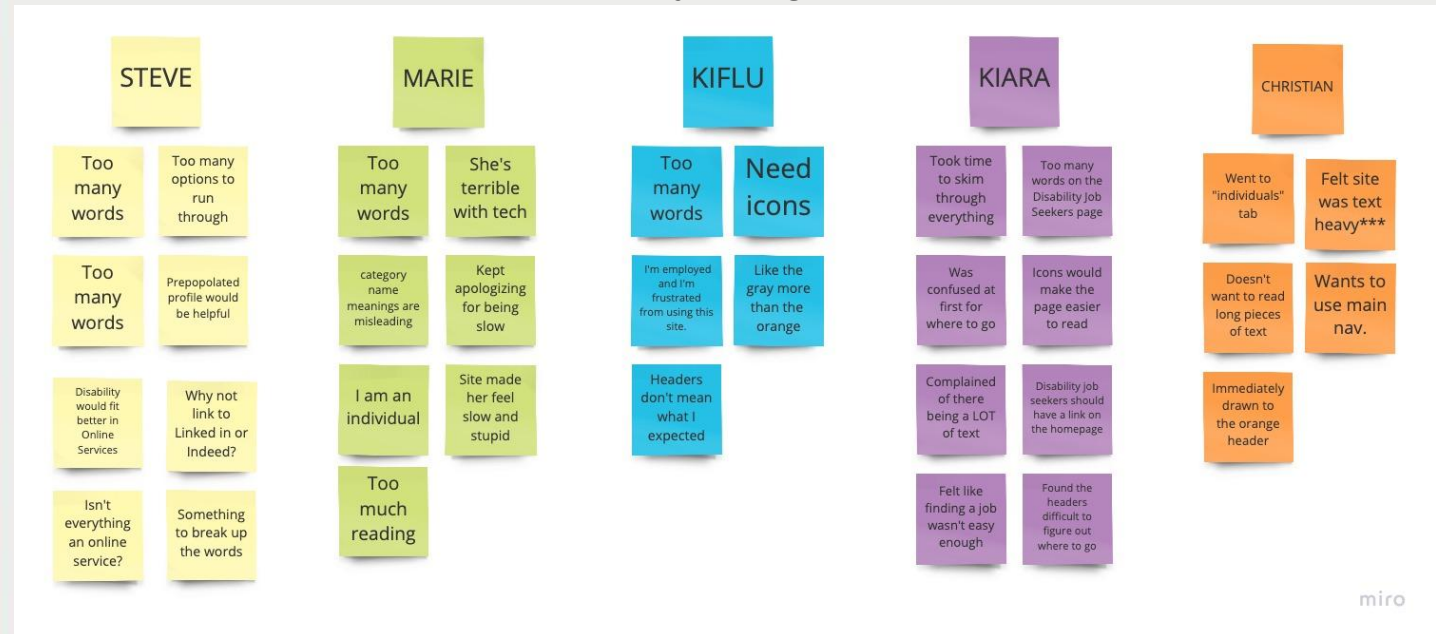 STEVE
Too
many
words
Too many
options to
run
through
Too
many
words
Prepopolated
profile would
be helpful
Disability
would fit
better in
Online
Services
Why not
link to
Linked in or
Indeed?
Isn't
everything
an online
service?
Something
to break up
the words
MARIE
Too
many
words
She's
terrible
with tech
category
name
meanings are
misleading
Kept
apologizing
for being
slow
I am an
individual
Site made
her feel
slow and
stupid
Too
much
reading
KIFLU
Too
many
words
Need
icons
I'm employed
and I'm
frustrated
from using this
site.
Like the
gray more
than the
orange
Headers
don't mean
what I
expected
KIARA
Took time
to skim
through
everything
Too many
words on the
Disability Job
Seekers page
Was
confused at
first for
where to go
Icons would
make the
page easier
to read
Complained
of there
being a LOT
of text
Disability job
seekers should
have a link on
the homepage
Felt like
finding a job
wasn't easy
enough
Found the
headers
difficult to
figure out
where to go
CHRISTIAN
Went to
"individuals"
tab
Felt site
was text
heavy***
Doesn't
want to read
long pieces
of text
Wants to
use main
nav.
Immediately
drawn to
the orange
header
miro